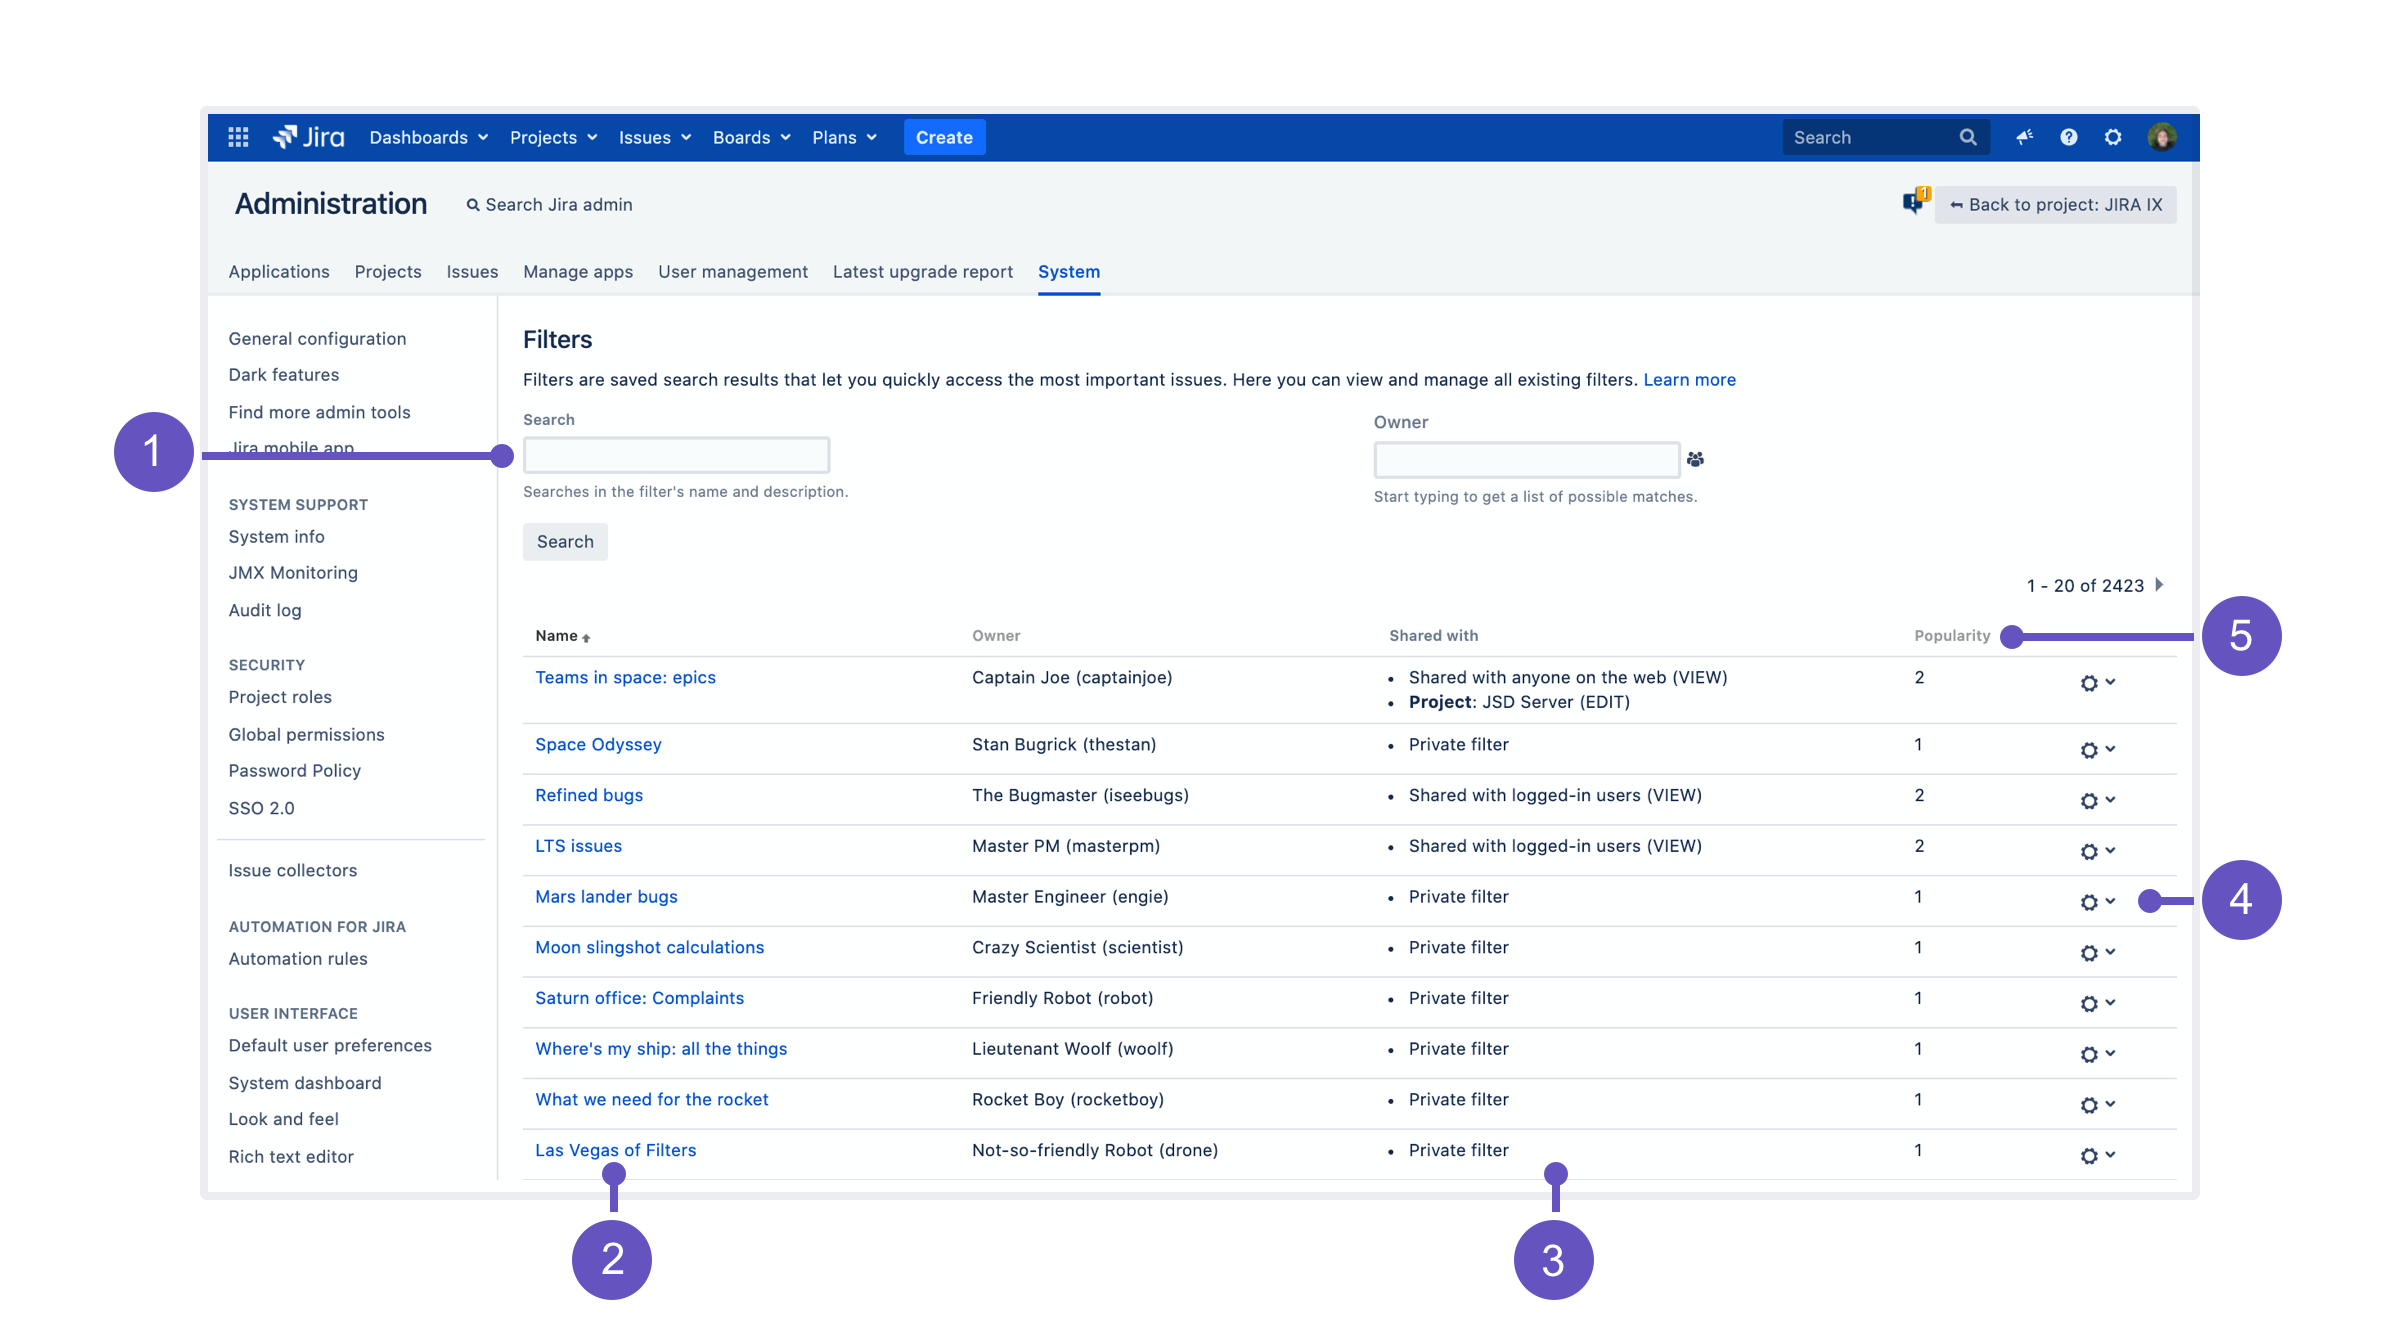 Jira Dashboards Projects Issues Boards Plans Create Search
Administration Search Jira admin 1 Back to project: JIRA IX
Applications Projects Issues Manage apps User management Latest upgrade report System
General configuration
Dark features
Find more admin tools
Jira mobile app
SYSTEM SUPPORT
System info
JMX Monitoring
Audit log
SECURITY
Project roles
Global permissions
Password Policy
SSO 2.0
Issue collectors
AUTOMATION FOR JIRA
Automation rules
USER INTERFACE
Default user preferences
System dashboard
Look and feel
Rich text editor
Filters
Filters are saved search results that let you quickly access the most important issues. Here you can view and manage all existing filters. Learn more
Search Owner
1
Searches in the filter's name and description. Start typing to get a list of possible matches.
Search
1 - 20 of 2423
Name Owner Shared with Popularity
5
Teams in space: epics Captain Joe (captainjoe) • Shared with anyone on the web (VIEW) 2
• Project: JSD Server (EDIT)
Space Odyssey Stan Bugrick (thestan) • Private filter 1
Refined bugs The Bugmaster (iseebugs) • Shared with logged-in users (VIEW) 2
LTS issues Master PM (masterpm) • Shared with logged-in users (VIEW) 2
Mars lander bugs Master Engineer (engie) • Private filter 1
4
Moon slingshot calculations Crazy Scientist (scientist) • Private filter 1
Saturn office: Complaints Friendly Robot (robot) • Private filter 1
Where's my ship: all the things Lieutenant Woolf (woolf) • Private filter 1
What we need for the rocket Rocket Boy (rocketboy) • Private filter 1
Las Vegas of Filters Not-so-friendly Robot (drone) • Private filter 1
2 3